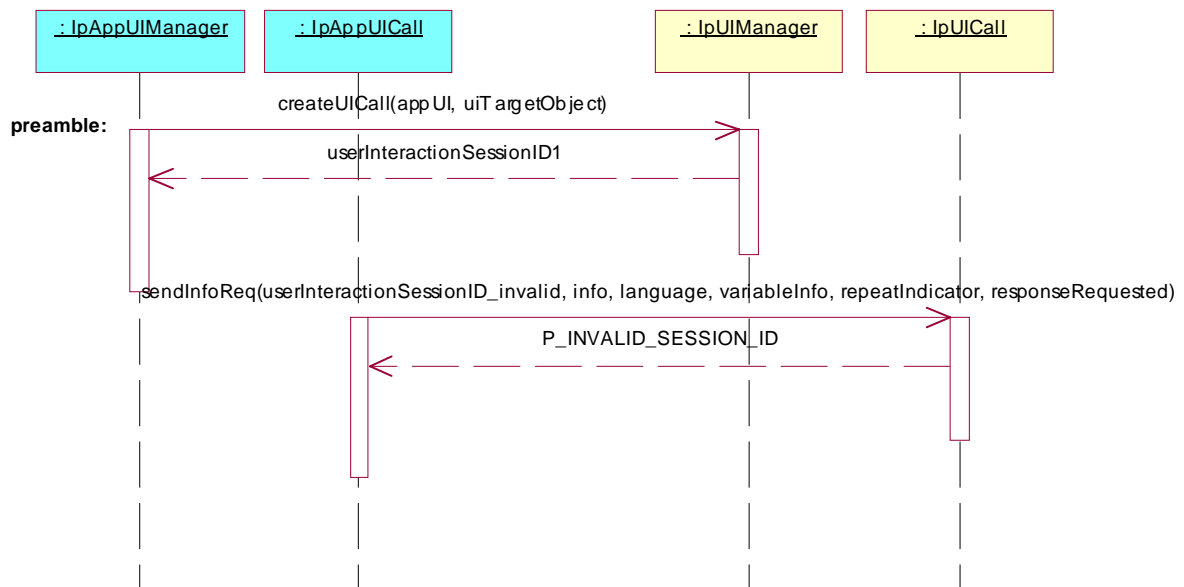 : IpAppUIManager
: IpAppUICall
: IpUIManager
: IpUICall
createUICall(appUI, uiTargetObject)
preamble:
userInteractionSessionID1
sendInfoReq(userInteractionSessionID_invalid, info, language, variableInfo, repeatIndicator, responseRequested)
P_INVALID_SESSION_ID